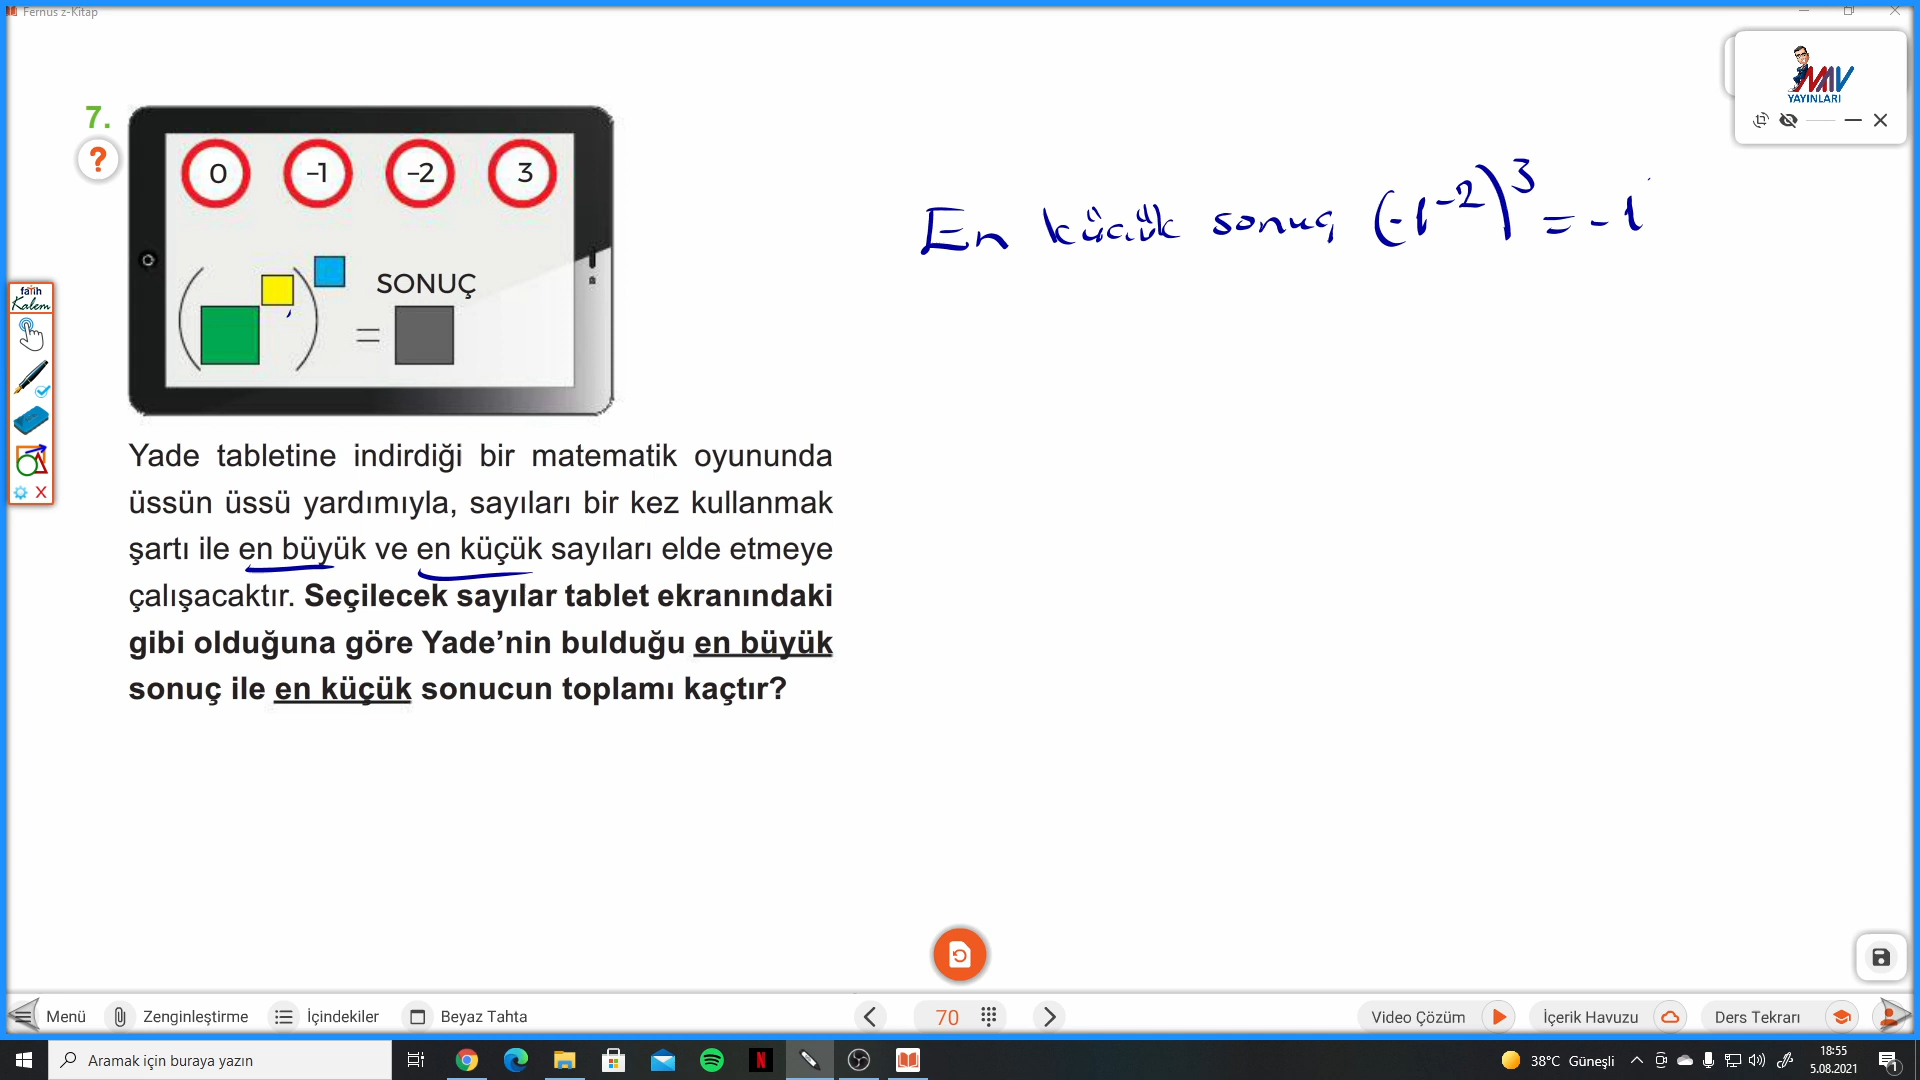 Fernus z-Kitap
MMV
YAYINLARI
7.
?
0 –1 –2 3
SONUÇ
( ) =
En küçük sonuç (-1⁻²)³ = -1
fatih
Kalem
Yade tabletine indirdiği bir matematik oyununda
üssün üssü yardımıyla, sayıları bir kez kullanmak
şartı ile en büyük ve en küçük sayıları elde etmeye
çalışacaktır. Seçilecek sayılar tablet ekranındaki
gibi olduğuna göre Yade’nin bulduğu en büyük
sonuç ile en küçük sonucun toplamı kaçtır?
Menü Zenginleştirme İçindekiler Beyaz Tahta 70 Video Çözüm İçerik Havuzu Ders Tekrarı
Aramak için buraya yazın 38°C Güneşli 18:55
5.08.2021 1